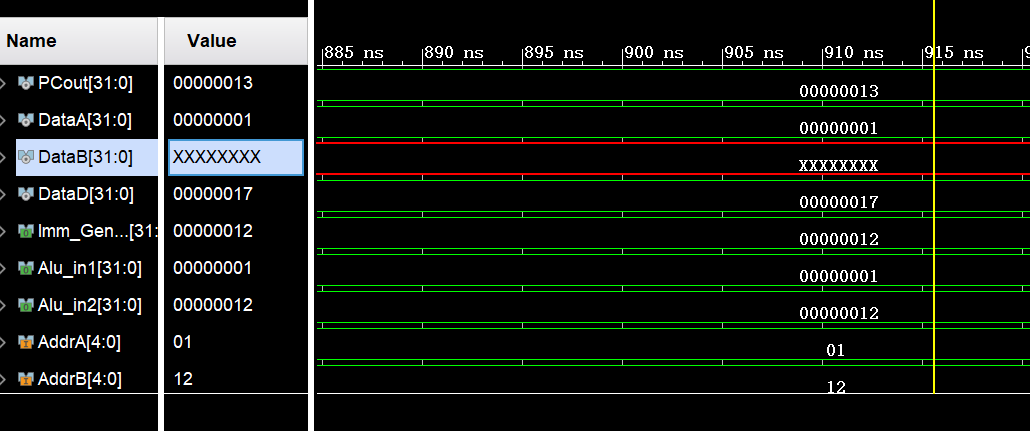 Name Value
885 ns 890 ns 895 ns 900 ns 905 ns 910 ns 915 ns 9
PCout[31:0] 00000013 00000013
DataA[31:0] 00000001 00000001
DataB[31:0] XXXXXXXX XXXXXXXX
DataD[31:0] 00000017 00000017
Imm_Gen...[31: 00000012 00000012
Alu_in1[31:0] 00000001 00000001
Alu_in2[31:0] 00000012 00000012
AddrA[4:0] 01 01
AddrB[4:0] 12 12